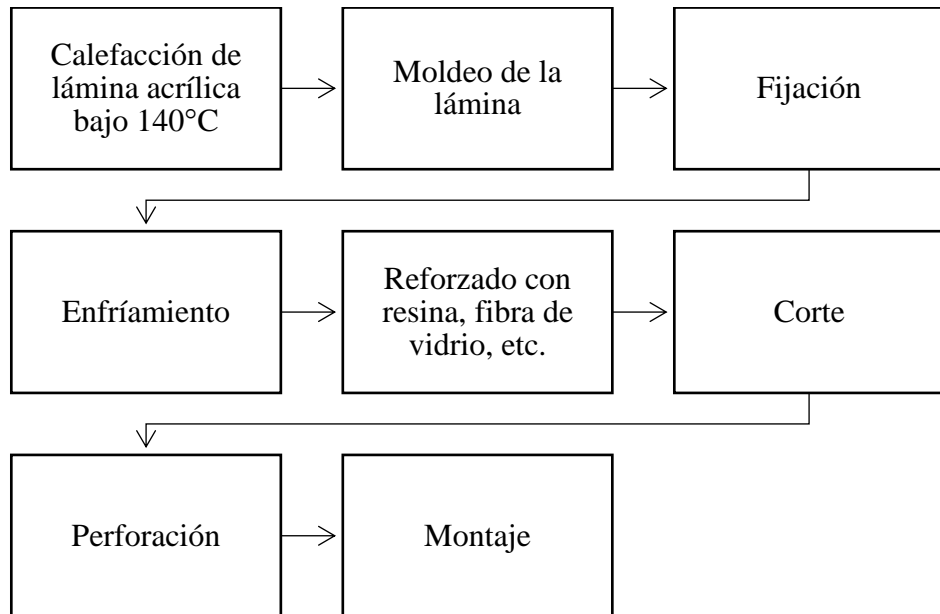 Calefacción de
lámina acrílica
bajo 140°C
Moldeo de la
lámina
Fijación
Enfríamiento
Reforzado con
resina, fibra de
vidrio, etc.
Corte
Perforación
Montaje